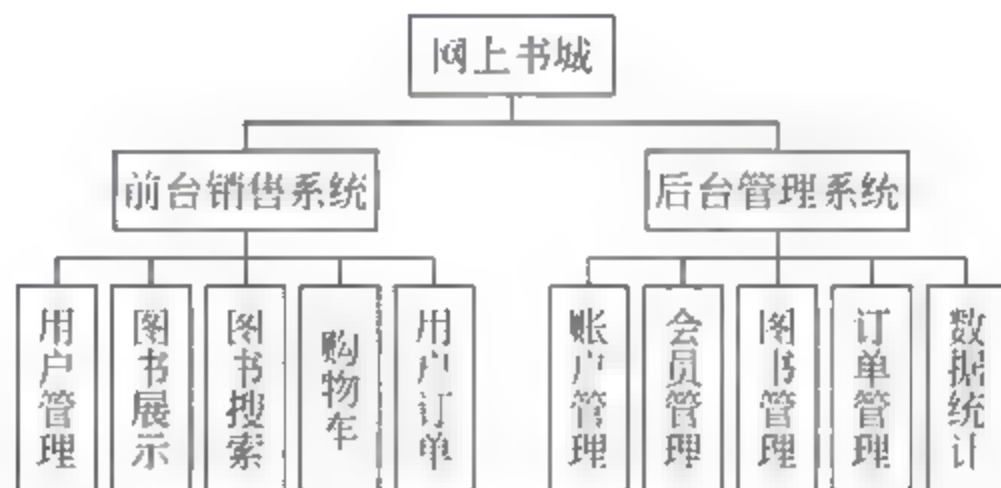 网上书城
前台销售系统
后台管理系统
用户管理
图书展示
图书搜索
购物车
用户订单
账户管理
会员管理
图书管理
订单管理
数据统计